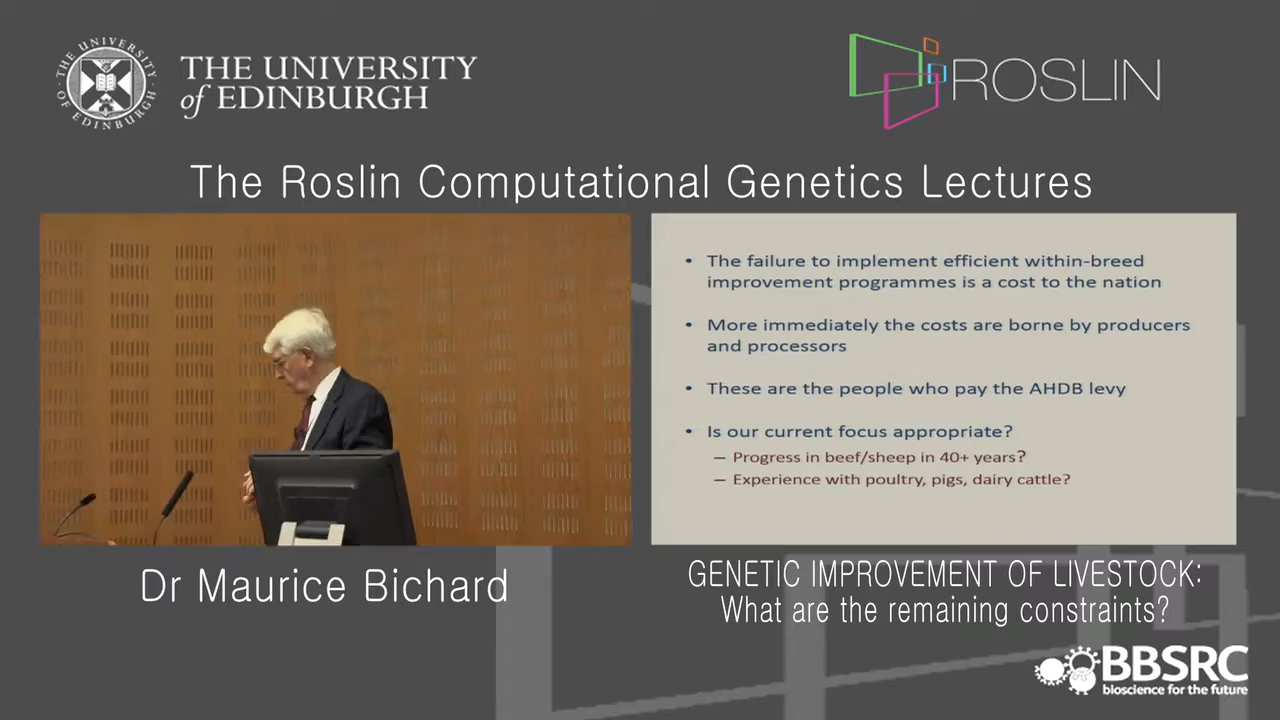 THE UNIVERSITY OF EDINBURGH
THE UNIVERSITY
of EDINBURGH
ROSLIN
The Roslin Computational Genetics Lectures
• The failure to implement efficient within-breed
improvement programmes is a cost to the nation
• More immediately the costs are borne by producers
and processors
• These are the people who pay the AHDB levy
• Is our current focus appropriate?
– Progress in beef/sheep in 40+ years?
– Experience with poultry, pigs, dairy cattle?
Dr Maurice Bichard
GENETIC IMPROVEMENT OF LIVESTOCK:
What are the remaining constraints?
BBSRC
bioscience for the future